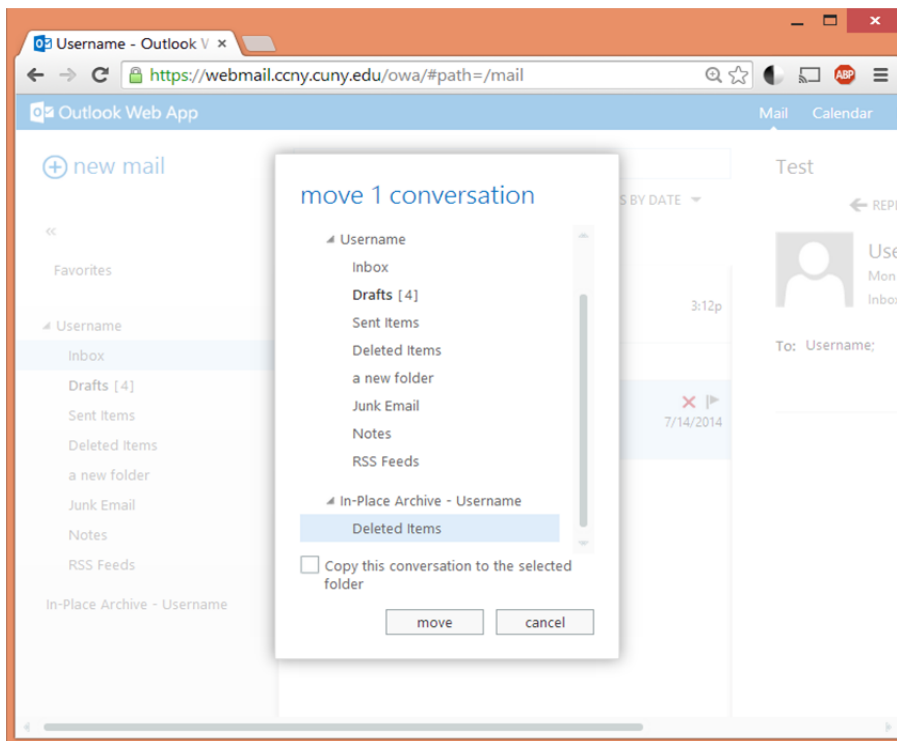 Username - Outlook V
https://webmail.ccny.cuny.edu/owa/#path=/mail
ABP
Outlook Web App
Mail Calendar
new mail
Favorites
Username
Inbox
Drafts [4]
Sent Items
Deleted Items
a new folder
Junk Email
Notes
RSS Feeds
In-Place Archive - Username
move 1 conversation
Username
Inbox
Drafts [4]
Sent Items
Deleted Items
a new folder
Junk Email
Notes
RSS Feeds
In-Place Archive - Username
Deleted Items
Copy this conversation to the selected
folder
move cancel
S BY DATE
3:12p
7/14/2014
Test
REPL
Use
Mon
Inbox
To: Username;